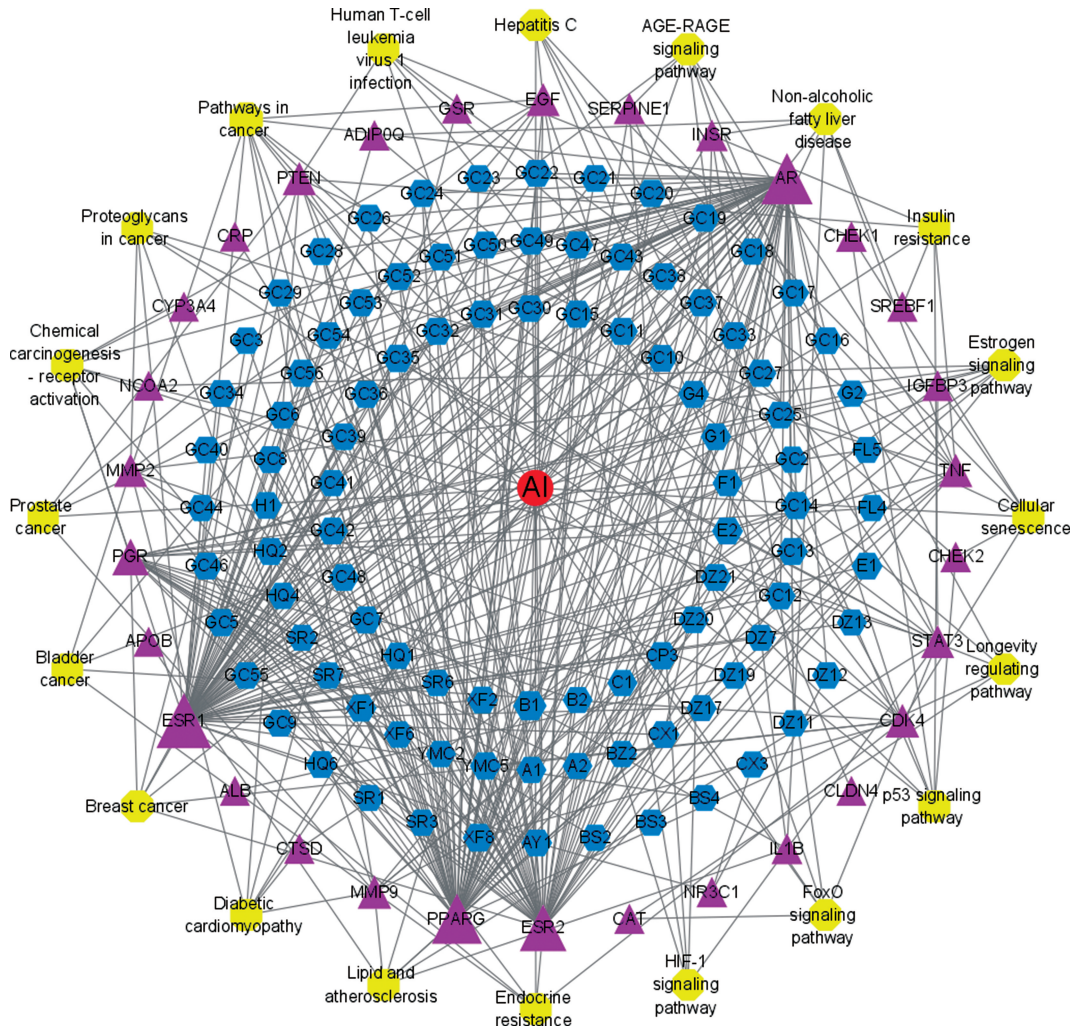 Human T-cell
leukemia
virus 1
infection
Hepatitis C
AGE-RAGE
signaling
pathway
Non-alcoholic
fatty liver
disease
Pathways in
cancer
GSR
EGF
SERPINE1
INSR
ADIP0Q
PTEN
AR
GC24
GC23
GC22
GC21
GC20
GC19
GC26
Proteoglycans
in cancer
CRP
CHEK1
Insulin
resistance
GC28
GC51
GC50
GC49
GC47
GC43
GC18
GC52
GC38
GC29
GC53
GC37
GC17
CYP3A4
SREBF1
GC31
GC30
GC15
Chemical
carcinogenesis
- receptor
activation
GC3
GC54
GC32
GC11
GC33
GC16
GC35
GC10
Estrogen
signaling
pathway
NCOA2
GC34
GC56
GC36
G4
GC27
G2
IGFBP3
GC6
GC39
G1
GC25
GC40
GC8
FL5
MMP2
GC41
AI
F1
GC2
TNF
Prostate
cancer
GC44
H1
GC42
E2
GC14
FL4
Cellular
senescence
PGR
GC46
HQ2
GC48
DZ21
GC13
E1
CHEK2
HQ4
GC12
GC5
GC7
DZ20
DZ13
APOB
SR2
DZ7
STAT3
Bladder
cancer
HQ1
CP3
Longevity
regulating
pathway
GC55
SR7
SR6
C1
DZ19
DZ12
XF2
B1
B2
ESR1
GC9
XF1
DZ17
DZ11
CDK4
XF6
CX1
HQ6
YMC2
YMC5
A1
A2
BZ2
CX3
Breast cancer
ALB
SR1
BS4
CLDN4
p53 signaling
pathway
SR3
XF8
AY1
BS2
BS3
CTSD
IL1B
Diabetic
cardiomyopathy
MMP9
PPARG
ESR2
CAT
NR3C1
FoxO
signaling
pathway
Lipid and
atherosclerosis
Endocrine
resistance
HIF-1
signaling
pathway